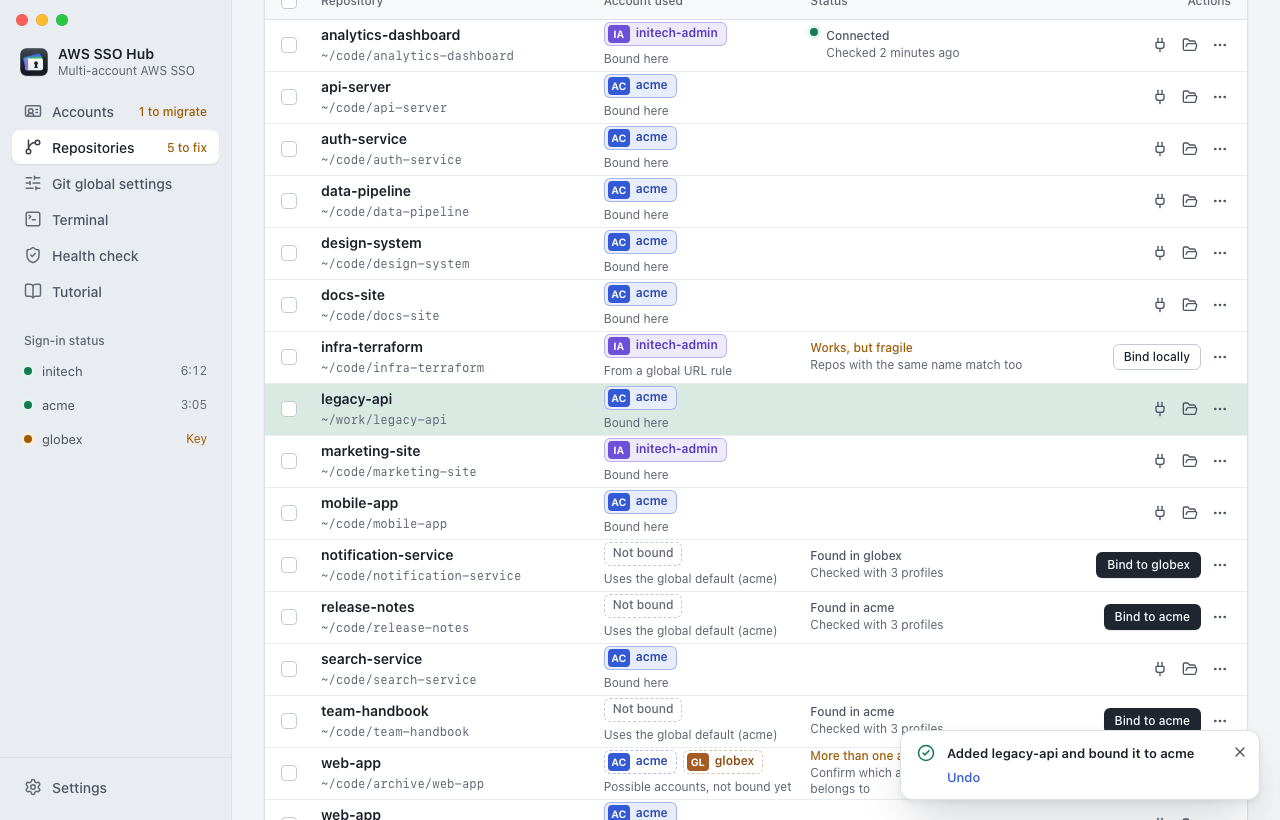 AWS SSO Hub
Multi-account AWS SSO
Accounts 1 to migrate
Repositories 5 to fix
Git global settings
Terminal
Health check
Tutorial
Sign-in status
initech 6:12
acme 3:05
globex Key
Settings
Repository Account used Status Actions
analytics-dashboard
~/code/analytics-dashboard
IA initech-admin
Bound here
Connected
Checked 2 minutes ago
api-server
~/code/api-server
AC acme
Bound here
auth-service
~/code/auth-service
AC acme
Bound here
data-pipeline
~/code/data-pipeline
AC acme
Bound here
design-system
~/code/design-system
AC acme
Bound here
docs-site
~/code/docs-site
AC acme
Bound here
infra-terraform
~/code/infra-terraform
IA initech-admin
From a global URL rule
Works, but fragile
Repos with the same name match too
Bind locally
legacy-api
~/work/legacy-api
AC acme
Bound here
marketing-site
~/code/marketing-site
IA initech-admin
Bound here
mobile-app
~/code/mobile-app
AC acme
Bound here
notification-service
~/code/notification-service
Not bound
Uses the global default (acme)
Found in globex
Checked with 3 profiles
Bind to globex
release-notes
~/code/release-notes
Not bound
Uses the global default (acme)
Found in acme
Checked with 3 profiles
Bind to acme
search-service
~/code/search-service
AC acme
Bound here
team-handbook
~/code/team-handbook
Not bound
Uses the global default (acme)
Found in acme
Checked with 3 profiles
Bind to acme
web-app
~/code/archive/web-app
AC acme GL globex
Possible accounts, not bound yet
More than one
Confirm which
belongs to
web-app
AC acme
Added legacy-api and bound it to acme
Undo